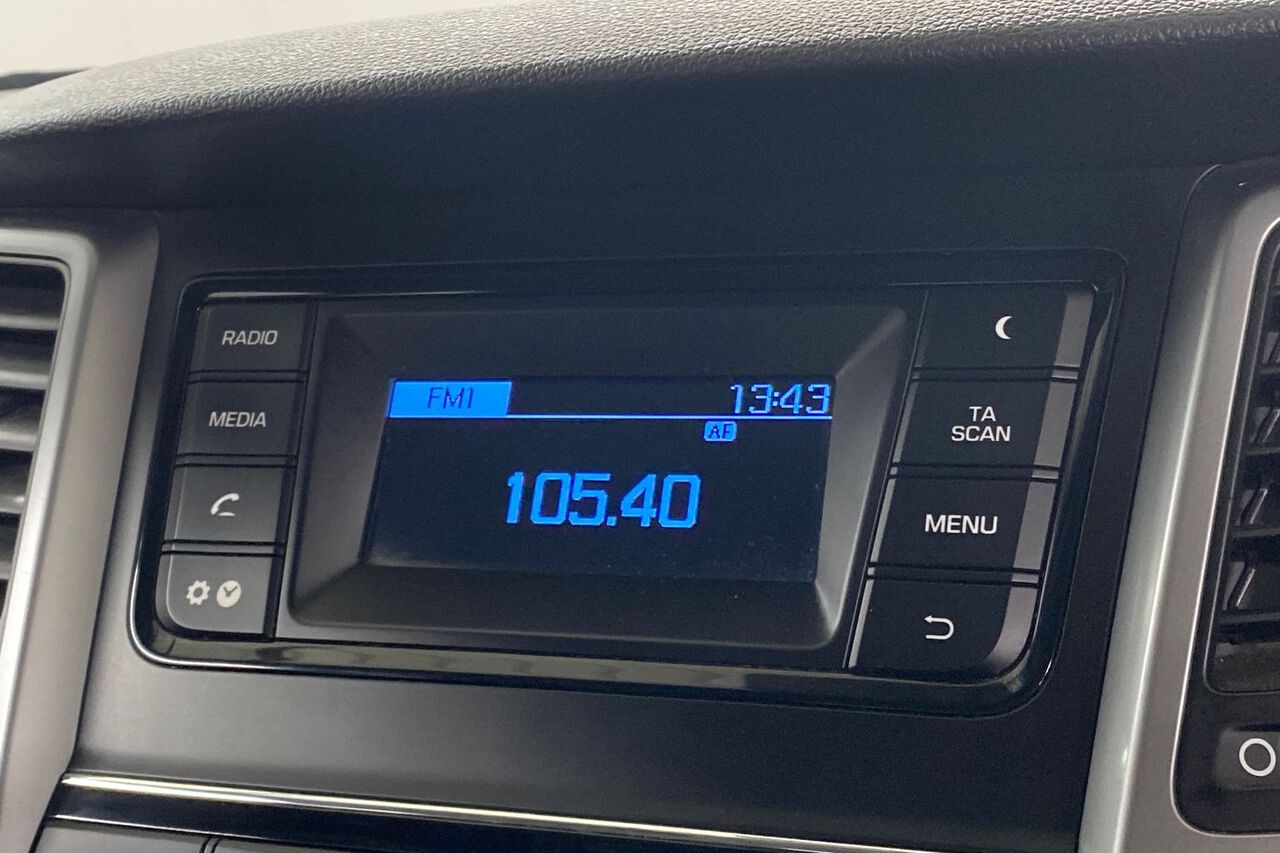 RADIO
MEDIA
FM1
13:43
AF
105.40
TA
SCAN
MENU